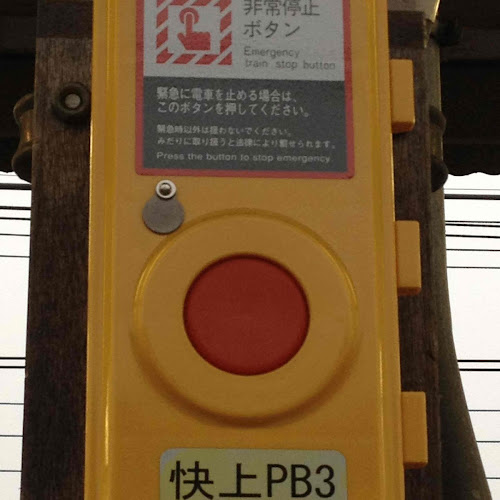 非常停止
ボタン
Emergency
train stop button
緊急に電車を止める場合は、
このボタンを押してください。
緊急時以外は扱わないでください。
みだりに取り扱うと法律により罰せられます。
Press the button to stop emergency
快上PB3